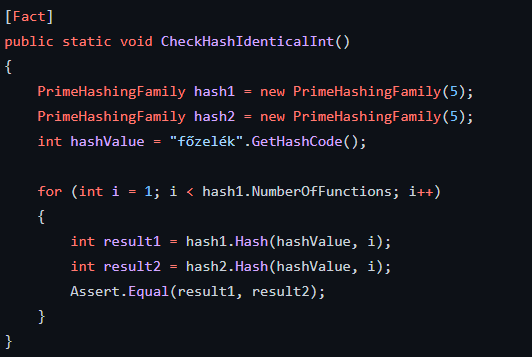 [Fact]
public static void CheckHashIdenticalInt()
{
    PrimeHashingFamily hash1 = new PrimeHashingFamily(5);
    PrimeHashingFamily hash2 = new PrimeHashingFamily(5);
    int hashValue = "főzelék".GetHashCode();

    for (int i = 1; i < hash1.NumberOfFunctions; i++)
    {
        int result1 = hash1.Hash(hashValue, i);
        int result2 = hash2.Hash(hashValue, i);
        Assert.Equal(result1, result2);
    }
}